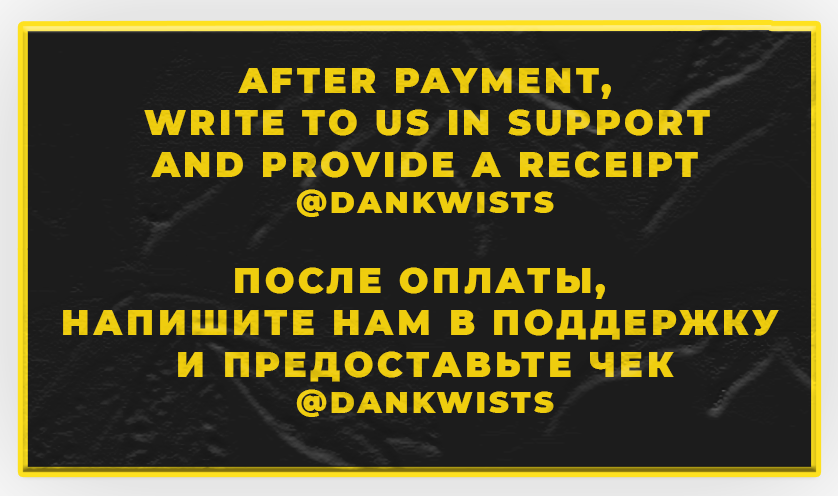 AFTER PAYMENT,
WRITE TO US IN SUPPORT
AND PROVIDE A RECEIPT
@DANKWISTS
ПОСЛЕ ОПЛАТЫ,
НАПИШИТЕ НАМ В ПОДДЕРЖКУ
И ПРЕДОСТАВЬТЕ ЧЕК
@DANKWISTS